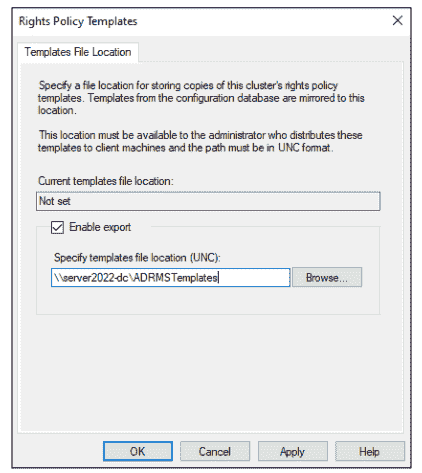 Rights Policy Templates
Templates File Location
Specify a file location for storing copies of this cluster's rights policy
templates. Templates from the configuration database are mirrored to this
location.
This location must be available to the administrator who distributes these
templates to client machines and the path must be in UNC format.
Current templates file location:
Not set
Enable export
Specify templates file location (UNC):
\\server2022-dc\ADRMSTemplates
Browse...
OK Cancel Apply Help